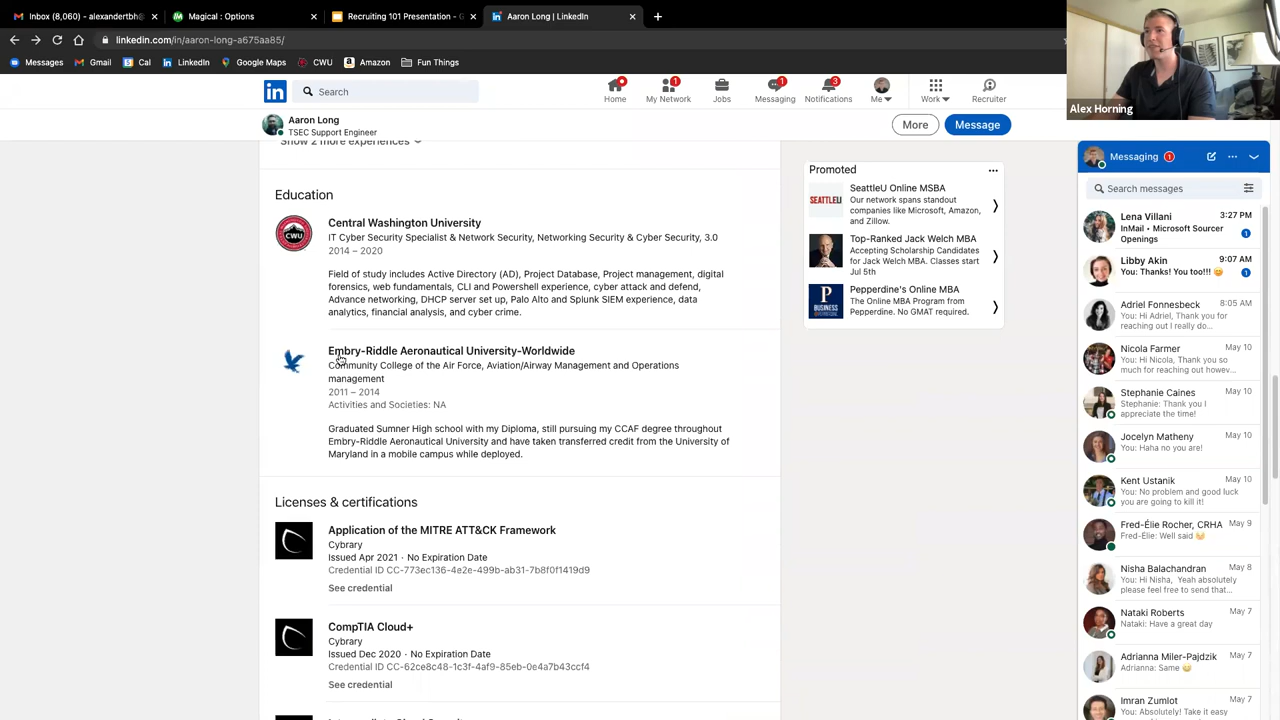 Inbox (8,060) - alexandertbh@
Magical : Options
Recruiting 101 Presentation - G
Aaron Long | LinkedIn
linkedin.com/in/aaron-long-a675aa85/
Messages
Gmail
Cal
LinkedIn
Google Maps
CWU
Amazon
Fun Things
Alex Horning
in
Search
Home
1
My Network
Jobs
1
Messaging
3
Notifications
Me
Work
Recruiter
Aaron Long
TSEC Support Engineer
More
Message
Show 2 more experiences
Education
CWU
Central Washington University
IT Cyber Security Specialist & Network Security, Networking Security & Cyber Security, 3.0
2014 – 2020
Field of study includes Active Directory (AD), Project Database, Project management, digital
forensics, web fundamentals, CLI and Powershell experience, cyber attack and defend,
Advance networking, DHCP server set up, Palo Alto and Splunk SIEM experience, data
analytics, financial analysis, and cyber crime.
Embry-Riddle Aeronautical University-Worldwide
Community College of the Air Force, Aviation/Airway Management and Operations
management
2011 – 2014
Activities and Societies: NA
Graduated Sumner High school with my Diploma, still pursuing my CCAF degree throughout
Embry-Riddle Aeronautical University and have taken transferred credit from the University of
Maryland in a mobile campus while deployed.
Licenses & certifications
Application of the MITRE ATT&CK Framework
Cybrary
Issued Apr 2021 · No Expiration Date
Credential ID CC-773ec136-4e2e-499b-ab31-7b8f0f1419d9
See credential
CompTIA Cloud+
Cybrary
Issued Dec 2020 · No Expiration Date
Credential ID CC-62ce8c48-1c3f-4af9-85eb-0e4a7b43ccf4
See credential
Promoted
SEATTLEU
SeattleU Online MSBA
Our network spans standout
companies like Microsoft, Amazon,
and Zillow.
Top-Ranked Jack Welch MBA
Accepting Scholarship Candidates
for Jack Welch MBA. Classes start
Jul 5th
P
BUSINESS
Pepperdine's Online MBA
The Online MBA Program from
Pepperdine. No GMAT required.
Messaging 1
Search messages
Lena Villani 3:27 PM
InMail • Microsoft Sourcer
Openings
1
Libby Akin 9:07 AM
You: Thanks! You too!!! 😀
1
Adriel Fonnesbeck 8:05 AM
You: Hi Adriel, Thank you for
reaching out I really do...
Nicola Farmer May 10
You: Hi Nicola, Thank you so
much for reaching out howev...
Stephanie Caines May 10
Stephanie: Thank you I
appreciate the time!
Jocelyn Matheny May 10
You: Haha no you are!
Kent Ustanik May 10
You: No problem and good luck
you are going to kill it!
Fred-Élie Rocher, CRHA May 9
Fred-Élie: Well said 😊
Nisha Balachandran May 8
You: Hi Nisha, Yeah absolutely
please feel free to send that...
Nataki Roberts May 7
Nataki: Have a great day
Adrianna Miler-Pajdzik May 7
Adrianna: Same 😊
Imran Zumlot May 7
You: Absolutely! Take it easy